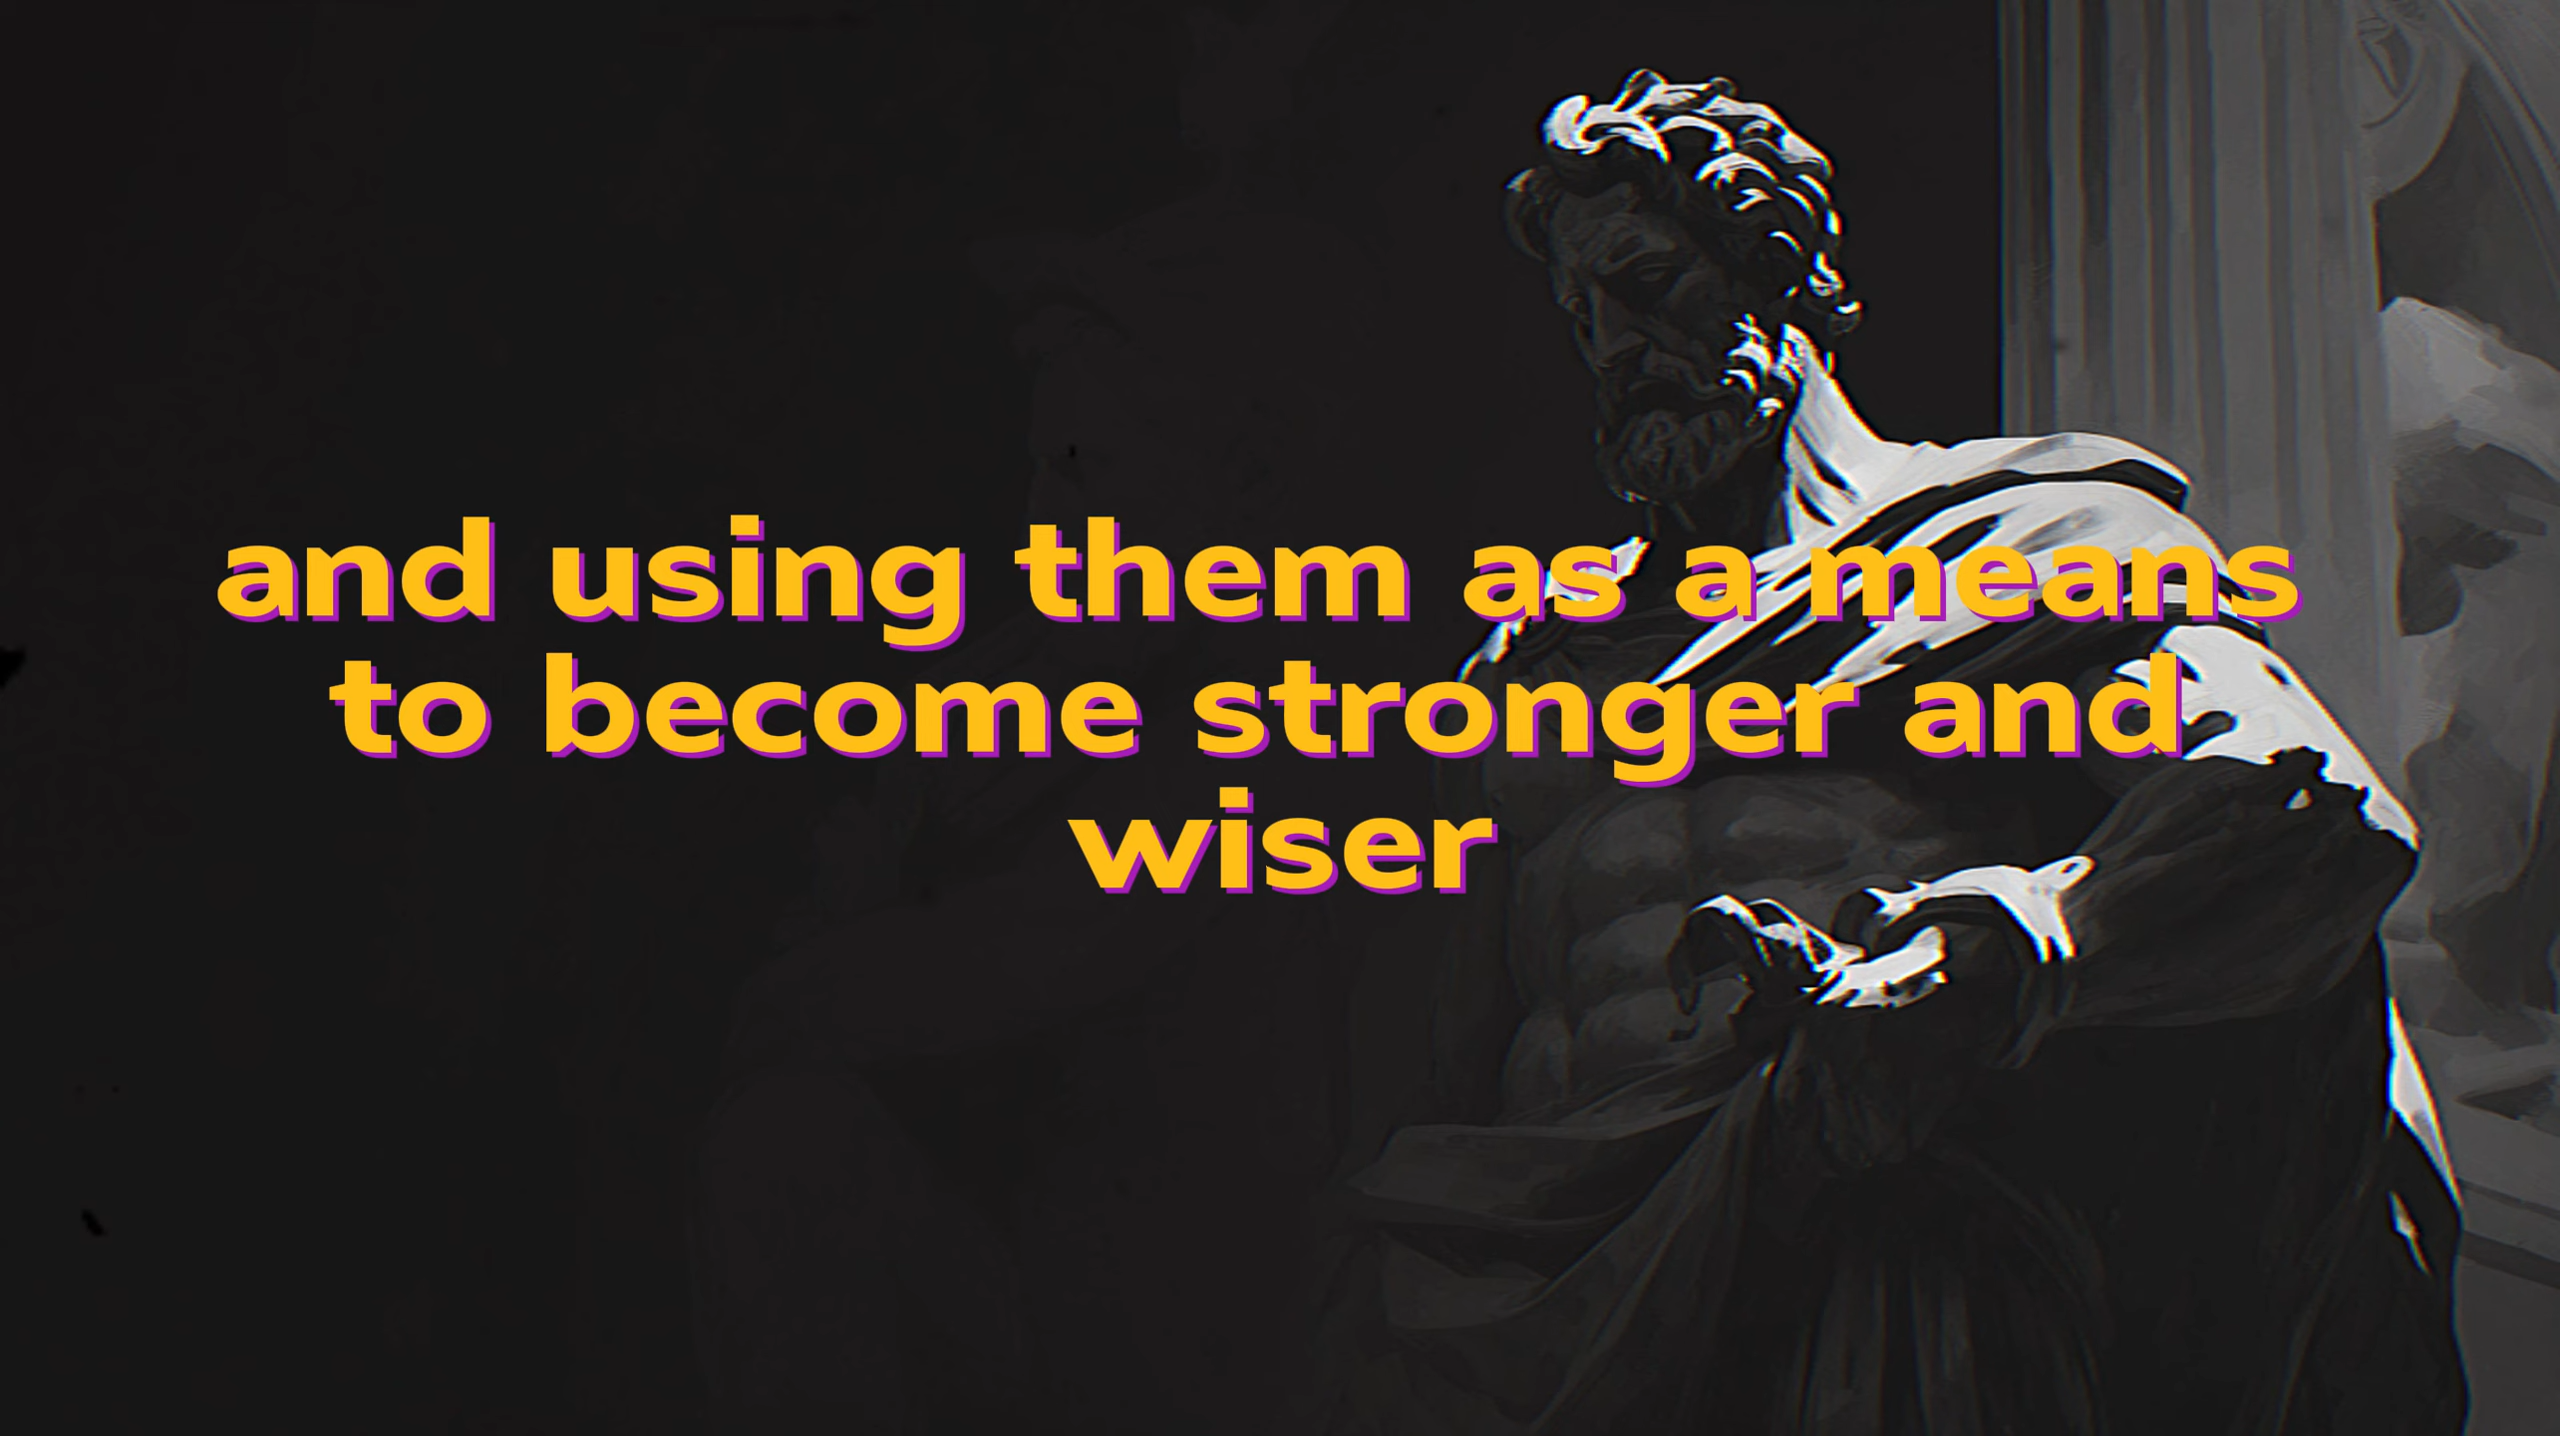 and using them as a means
to become stronger and
wiser